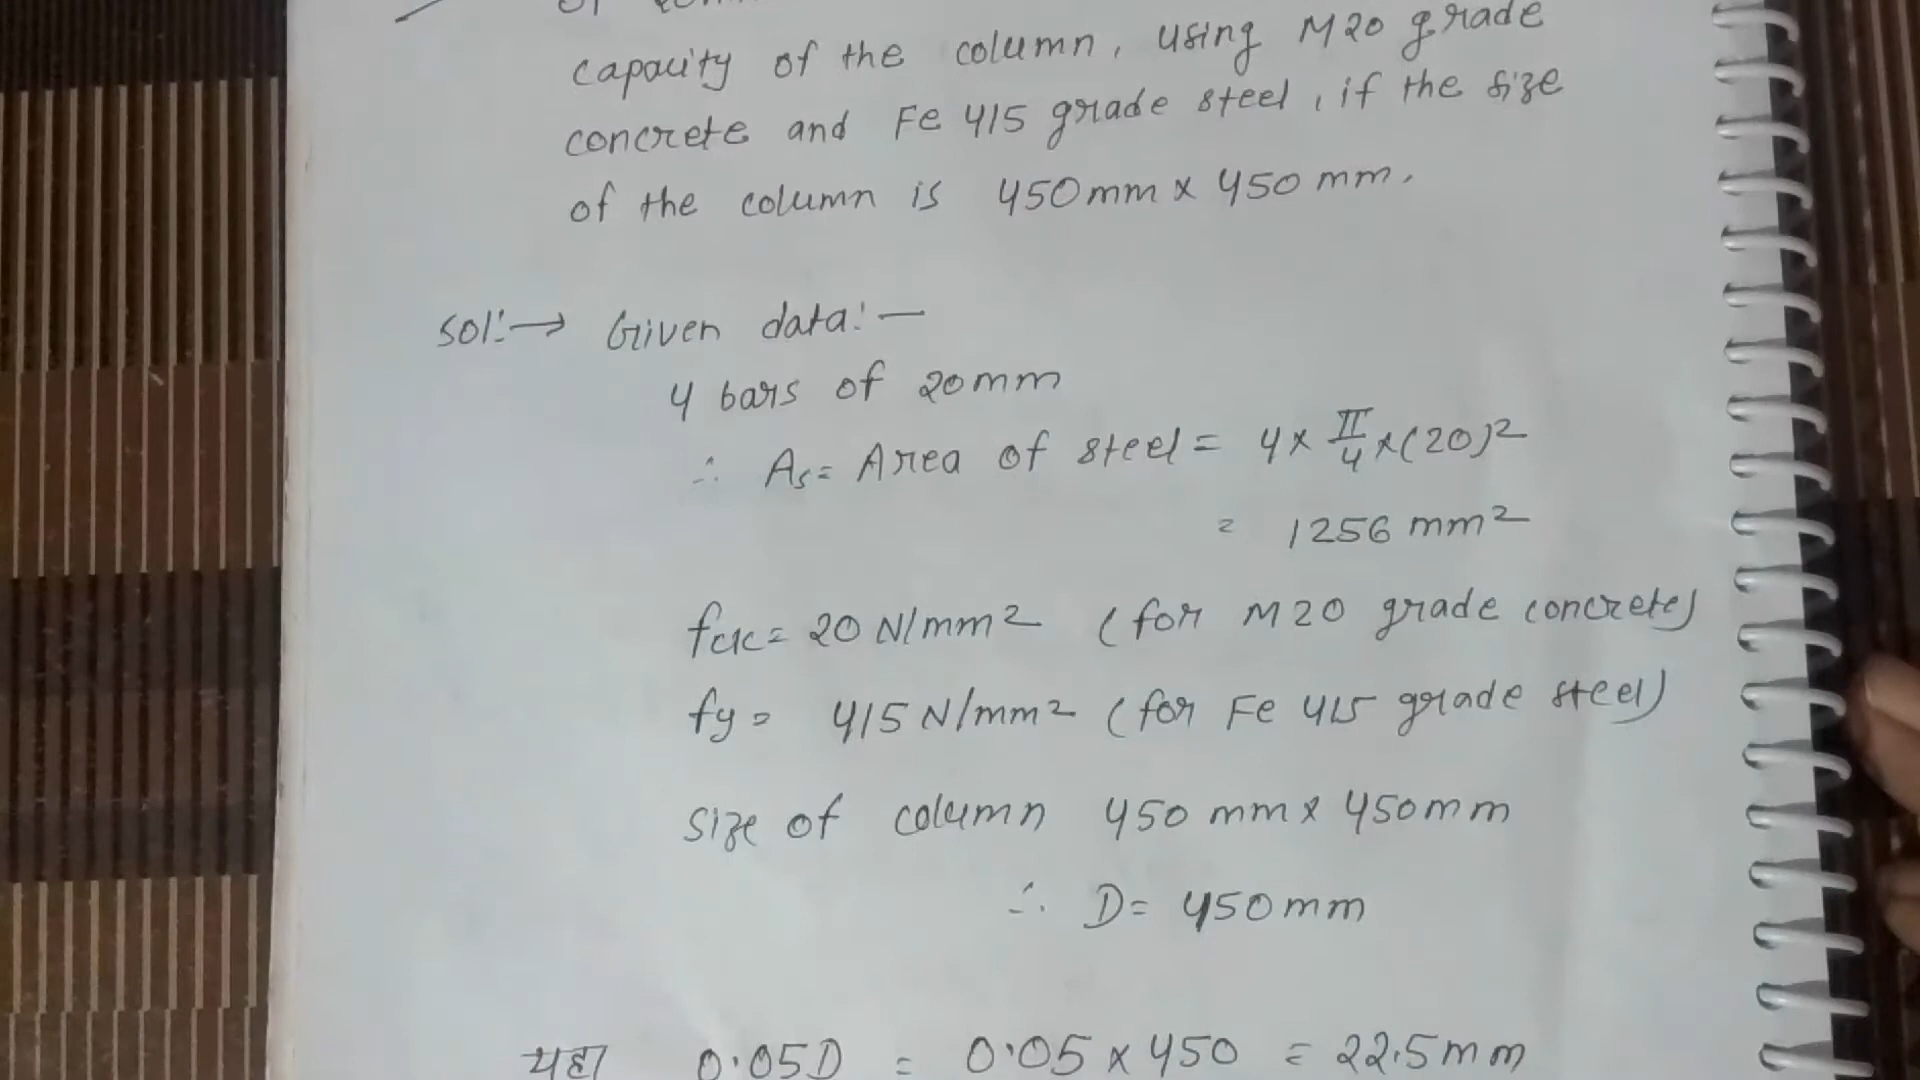 capacity of the column, using M20 grade
concrete and Fe 415 grade steel, if the size
of the column is 450mm x 450 mm.
Sol:→ Given data:—
4 bars of 20mm
∴ As = Area of steel = 4x π/4 x(20)²
= 1256 mm²
fck = 20 N/mm² (for M20 grade concrete)
fy = 415 N/mm² (for Fe 415 grade steel)
size of column 450 mm x 450mm
∴ D= 450mm
यहा 0.05D = 0.05 x 450 = 22.5mm